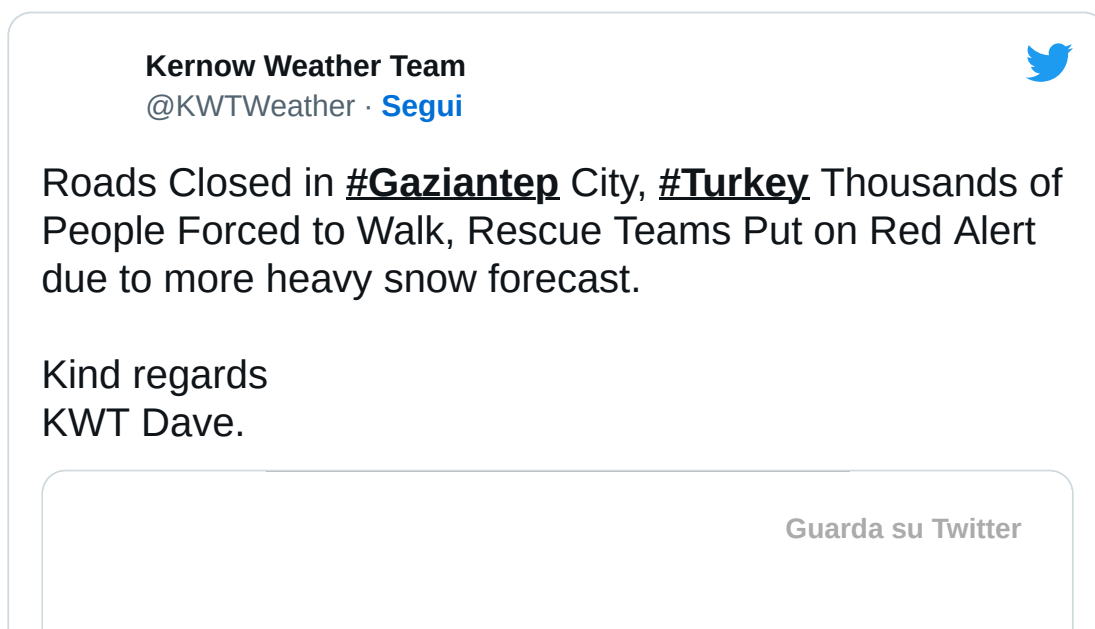 Kernow Weather Team
@KWTWeather · Segui
Roads Closed in #Gaziantep City, #Turkey Thousands of
People Forced to Walk, Rescue Teams Put on Red Alert
due to more heavy snow forecast.
Kind regards
KWT Dave.
Guarda su Twitter